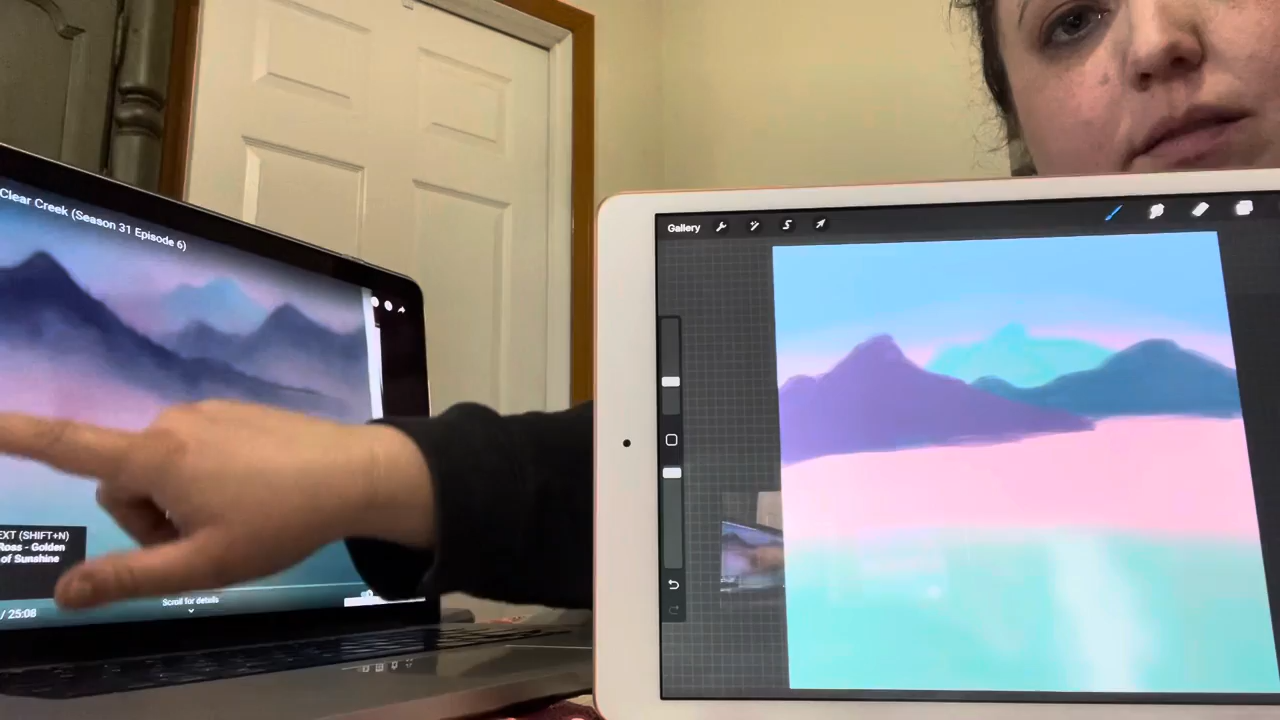 Clear Creek (Season 31 Episode 6)
EXT (SHIFT+N)
Ross - Golden
of Sunshine
/ 25:08
Scroll for details
Gallery